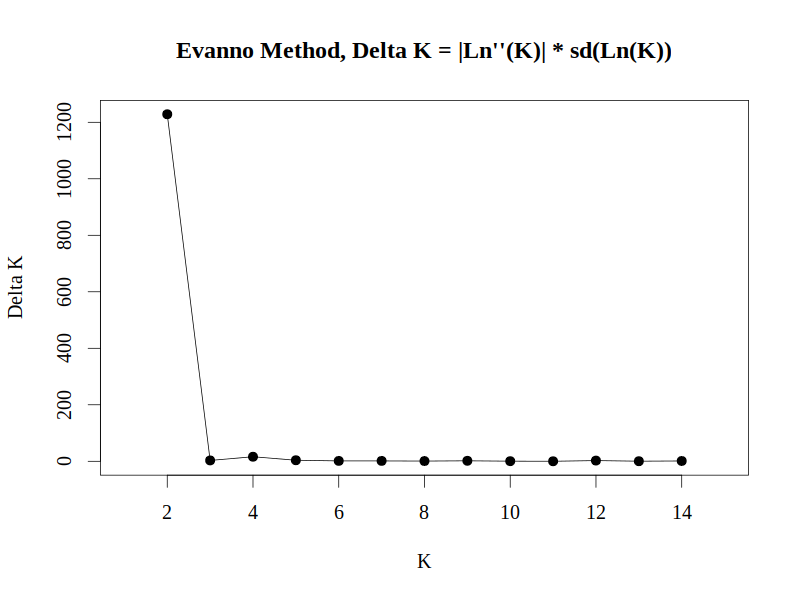 Evanno Method, Delta K = |Ln''(K)| * sd(Ln(K))
1200
1000
800
600
400
200
0
Delta K
2 4 6 8 10 12 14
K